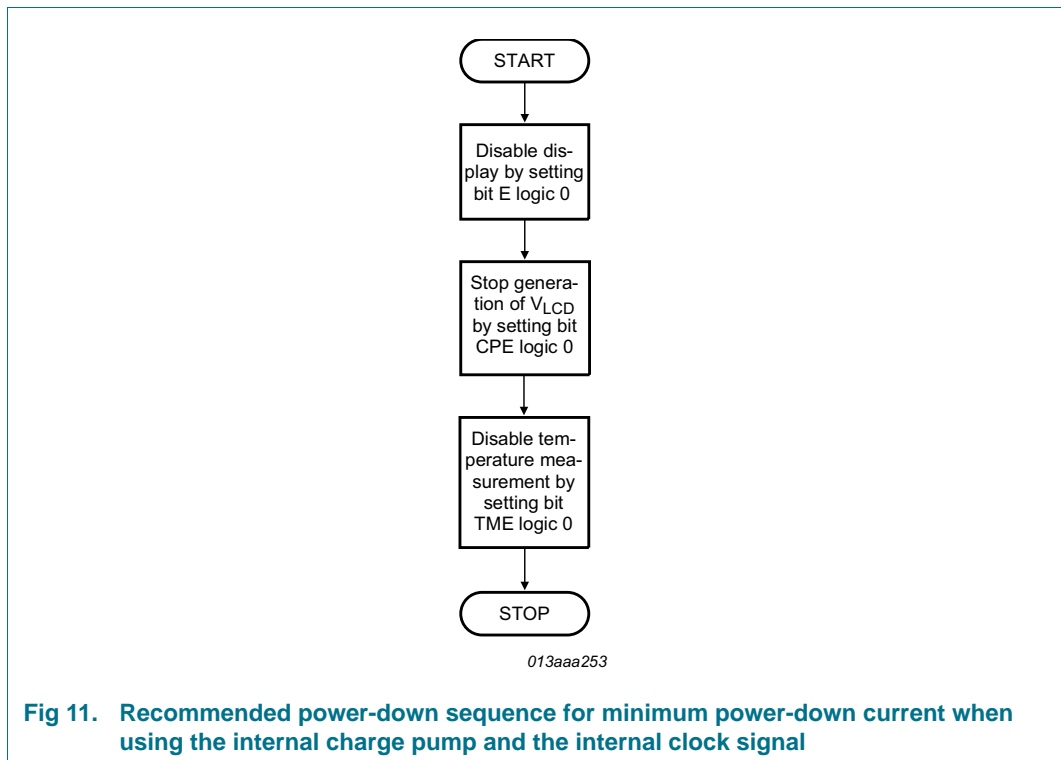 START
Disable dis-
play by setting
bit E logic 0
Stop genera-
tion of VLCD
by setting bit
CPE logic 0
Disable tem-
perature mea-
surement by
setting bit
TME logic 0
STOP
013aaa253
Fig 11. Recommended power-down sequence for minimum power-down current when
using the internal charge pump and the internal clock signal